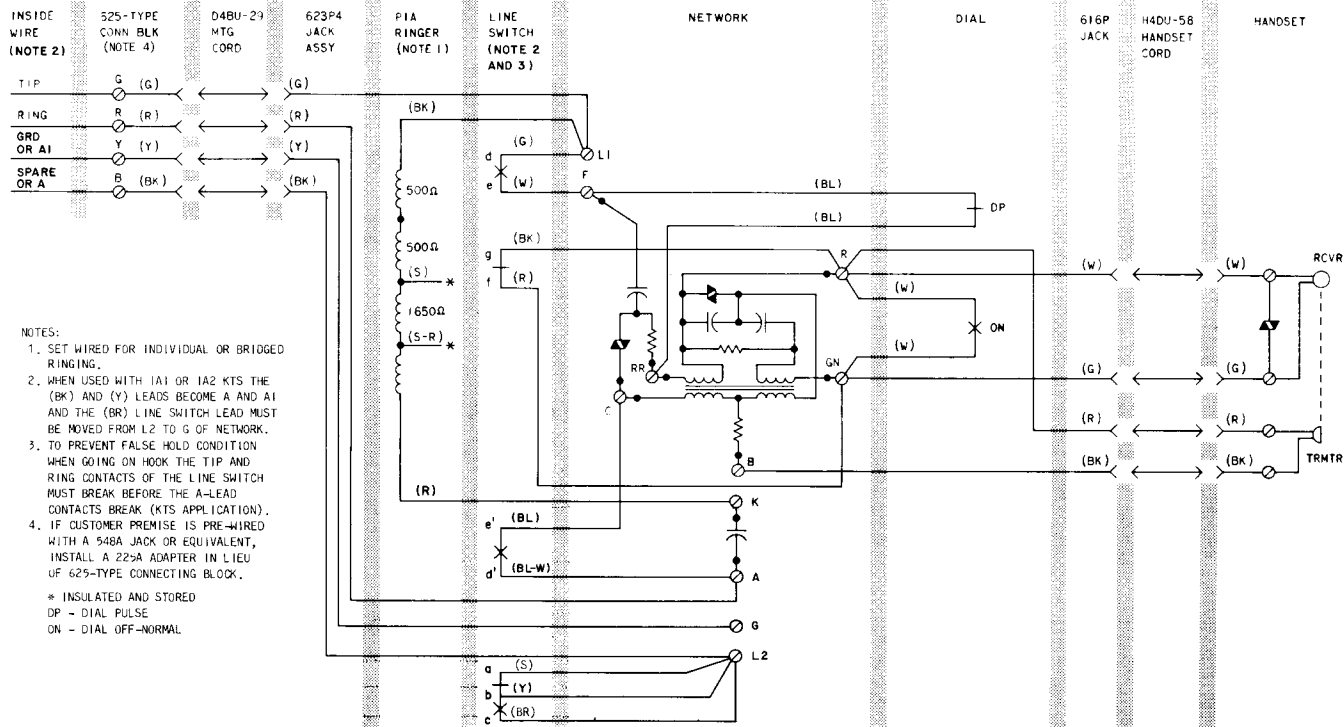 INSIDE
WIRE
(NOTE 2)
525-TYPE
CONN BLK
(NOTE 4)
D4BU-29
MTG
CORD
623P4
JACK
ASSY
P1A
RINGER
(NOTE 1)
LINE
SWITCH
(NOTE 2
AND 3)
NETWORK
DIAL
616P
JACK
H4DU-58
HANDSET
CORD
HANDSET
TIP
G
(G)
(G)
RING
R
(R)
(R)
GRD
OR A1
Y
(Y)
(Y)
SPARE
OR A
B
(BK)
(BK)
(BK)
500Ω
500Ω
(S)
*
1650Ω
(S-R)
*
(R)
d
(G)
L1
e
(W)
F
g
(BK)
f
(R)
(BL)
(BL)
DP
R
(W)
ON
(W)
GN
RR
C
B
K
A
G
L2
e'
(BL)
d'
(BL-W)
a
(S)
b
(Y)
c
(BR)
(W)
(W)
RCVR
(G)
(G)
(R)
(R)
TRMTR
(BK)
(BK)
NOTES:
1. SET WIRED FOR INDIVIDUAL OR BRIDGED
RINGING.
2. WHEN USED WITH 1A1 OR 1A2 KTS THE
(BK) AND (Y) LEADS BECOME A AND A1
AND THE (BR) LINE SWITCH LEAD MUST
BE MOVED FROM L2 TO G OF NETWORK.
3. TO PREVENT FALSE HOLD CONDITION
WHEN GOING ON HOOK THE TIP AND
RING CONTACTS OF THE LINE SWITCH
MUST BREAK BEFORE THE A-LEAD
CONTACTS BREAK (KTS APPLICATION).
4. IF CUSTOMER PREMISE IS PRE-WIRED
WITH A 548A JACK OR EQUIVALENT,
INSTALL A 225A ADAPTER IN LIEU
OF 625-TYPE CONNECTING BLOCK.
* INSULATED AND STORED
DP - DIAL PULSE
ON - DIAL OFF-NORMAL